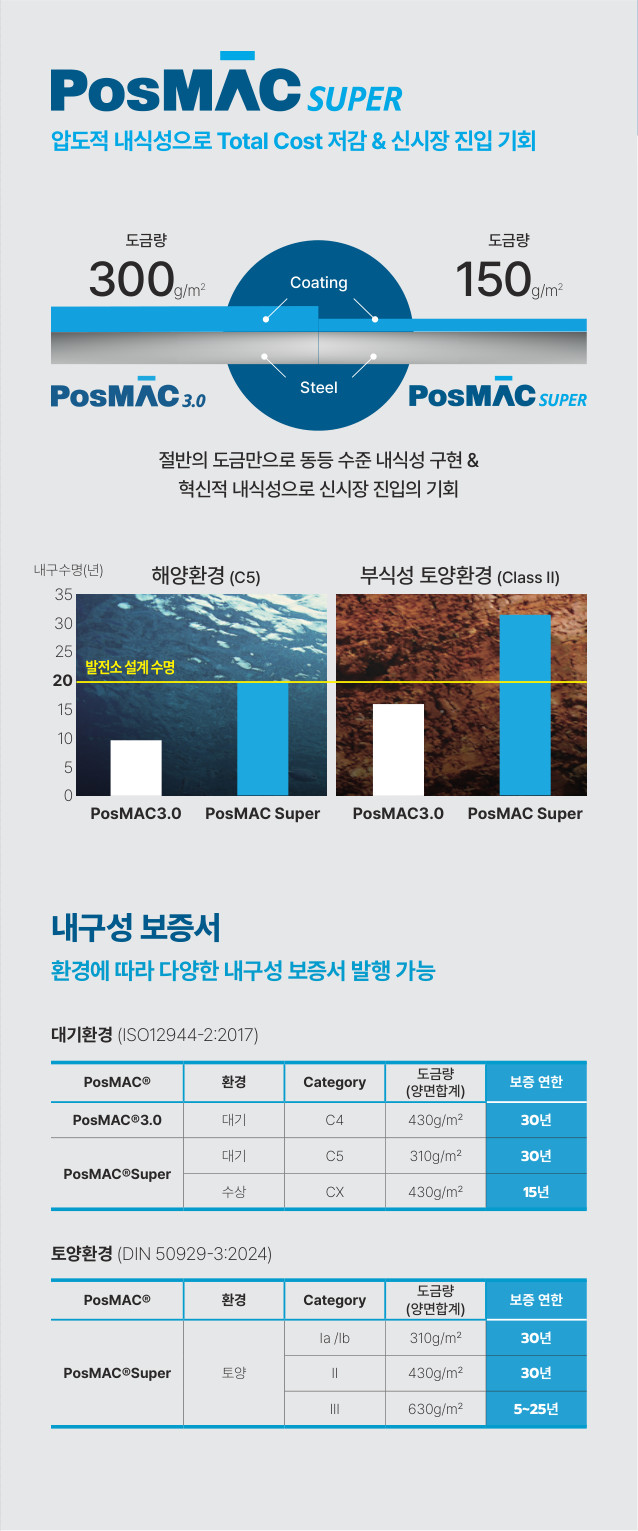 PosMAC SUPER
압도적 내식성으로 Total Cost 저감 & 신시장 진입 기회
도금량
300g/m²
도금량
150g/m²
Coating
Steel
PosMAC 3.0
PosMAC SUPER
절반의 도금만으로 동등 수준 내식성 구현 &
혁신적 내식성으로 신시장 진입의 기회
내구수명(년)
해양환경 (C5)
부식성 토양환경 (Class II)
35
30
25
20
15
10
5
0
발전소 설계 수명
PosMAC3.0 PosMAC Super PosMAC3.0 PosMAC Super
내구성 보증서
환경에 따라 다양한 내구성 보증서 발행 가능
대기환경 (ISO12944-2:2017)
PosMAC® 환경 Category 도금량 (양면합계) 보증 연한
PosMAC®3.0 대기 C4 430g/m² 30년
PosMAC®Super 대기 C5 310g/m² 30년
수상 CX 430g/m² 15년
토양환경 (DIN 50929-3:2024)
PosMAC® 환경 Category 도금량 (양면합계) 보증 연한
PosMAC®Super 토양 Ia /Ib 310g/m² 30년
II 430g/m² 30년
III 630g/m² 5~25년